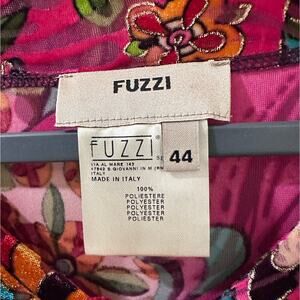 FUZZI
FUZZI
44
VIA AL MARE 143
47842 S GIOVANNI IN M
ITALY
MADE IN ITALY
100%
POLIESTERE
POLYESTER
POLYESTER
POLYESTER
POLYESTER